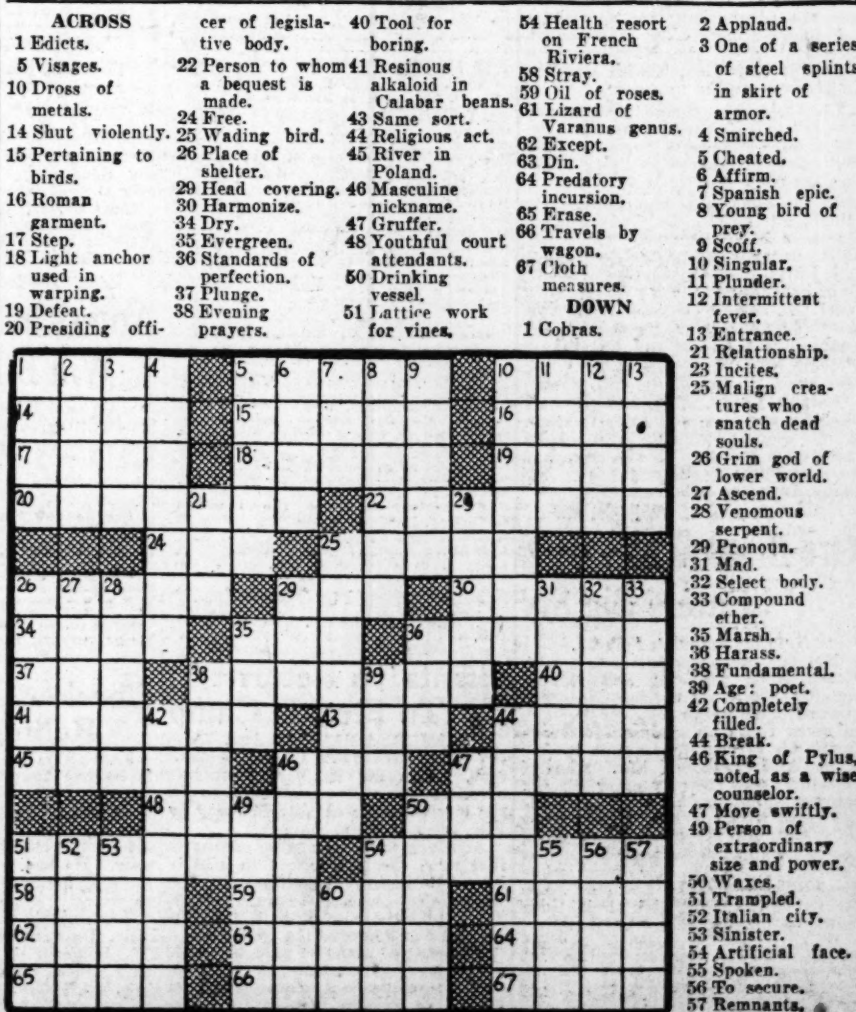 ACROSS
1 Edicts.
5 Visages.
10 Dross of
metals.
14 Shut violently.
15 Pertaining to
birds.
16 Roman
garment.
17 Step.
18 Light anchor
used in
warping.
19 Defeat.
20 Presiding offi-
cer of legisla-
tive body.
22 Person to whom
a bequest is
made.
24 Free.
25 Wading bird.
26 Place of
shelter.
29 Head covering.
30 Harmonize.
34 Dry.
35 Evergreen.
36 Standards of
perfection.
37 Plunge.
38 Evening
prayers.
40 Tool for
boring.
41 Resinous
alkaloid in
Calabar beans.
43 Same sort.
44 Religious act.
45 River in
Poland.
46 Masculine
nickname.
47 Gruffer.
48 Youthful court
attendants.
50 Drinking
vessel.
51 Lattice work
for vines.
54 Health resort
on French
Riviera.
58 Stray.
59 Oil of roses.
61 Lizard of
Varanus genus.
62 Except.
63 Din.
64 Predatory
incursion.
65 Erase.
66 Travels by
wagon.
67 Cloth
measures.
DOWN
1 Cobras.
2 Applaud.
3 One of a series
of steel splints
in skirt of
armor.
4 Smirched.
5 Cheated.
6 Affirm.
7 Spanish epic.
8 Young bird of
prey.
9 Scoff.
10 Singular.
11 Plunder.
12 Intermittent
fever.
13 Entrance.
21 Relationship.
23 Incites.
25 Malign crea-
tures who
snatch dead
souls.
26 Grim god of
lower world.
27 Ascend.
28 Venomous
serpent.
29 Pronoun.
31 Mad.
32 Select body.
33 Compound
ether.
35 Marsh.
36 Harass.
38 Fundamental.
39 Age: poet.
42 Completely
filled.
44 Break.
46 King of Pylus,
noted as a wise
counselor.
47 Move swiftly.
49 Person of
extraordinary
size and power.
50 Waxes.
51 Trampled.
52 Italian city.
53 Sinister.
54 Artificial face.
55 Spoken.
56 To secure.
57 Remnants.
1 2 3 4 5 6 7 8 9 10 11 12 13
14 15 16
17 18 19
20 21 22 23
24 25
26 27 28 29 30 31 32 33
34 35 36
37 38 39 40
41 42 43 44
45 46 47
48 49 50
51 52 53 54 55 56 57
58 59 60 61
62 63 64
65 66 67